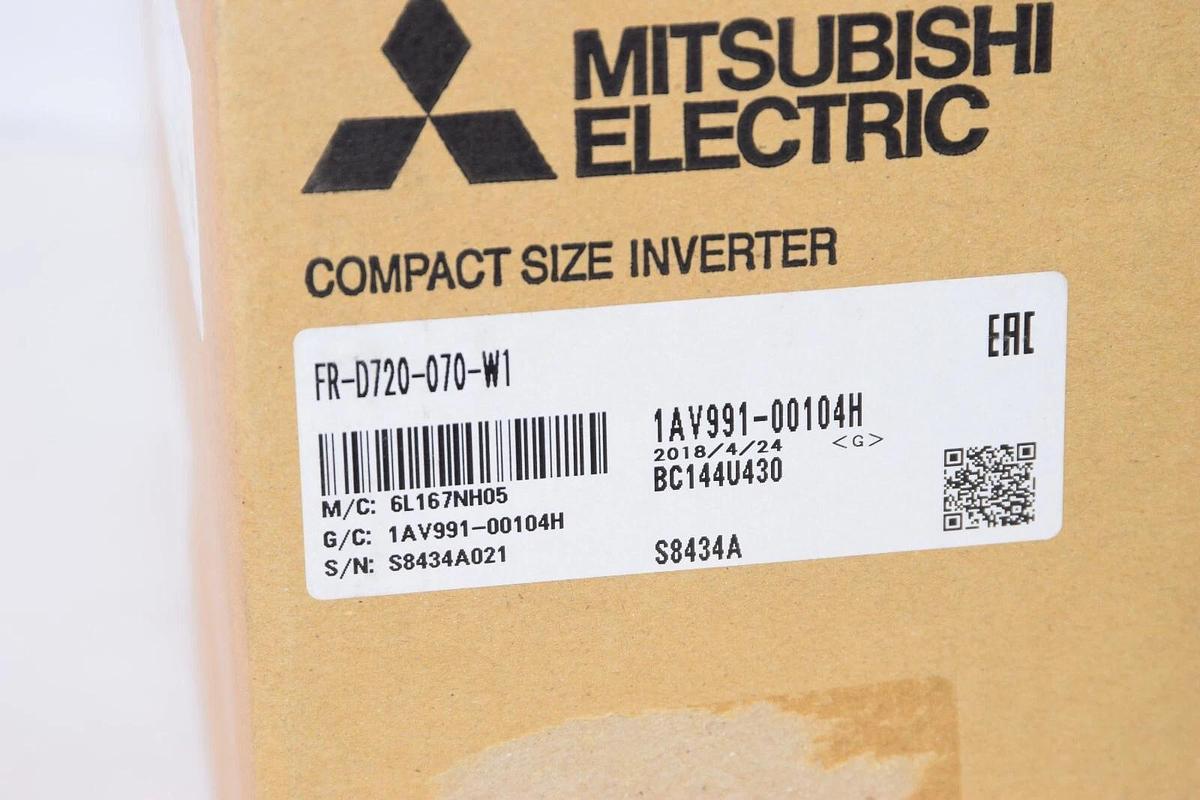 MITSUBISHI
ELECTRIC
COMPACT SIZE INVERTER
EAC
FR-D720-070-W1
1AV991-00104H
2018/4/24 <G>
BC144U430
M/C: 6L167NH05
G/C: 1AV991-00104H
S/N: S8434A021
S8434A